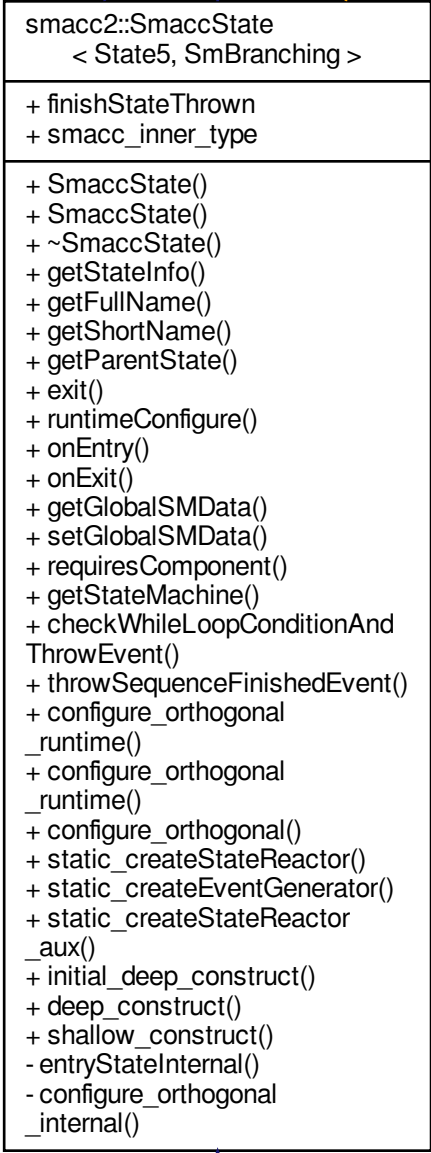 smacc2::SmaccState
< State5, SmBranching >
+ finishStateThrown
+ smacc_inner_type
+ SmaccState()
+ SmaccState()
+ ~SmaccState()
+ getStateInfo()
+ getFullName()
+ getShortName()
+ getParentState()
+ exit()
+ runtimeConfigure()
+ onEntry()
+ onExit()
+ getGlobalSMData()
+ setGlobalSMData()
+ requiresComponent()
+ getStateMachine()
+ checkWhileLoopConditionAnd
ThrowEvent()
+ throwSequenceFinishedEvent()
+ configure_orthogonal
_runtime()
+ configure_orthogonal
_runtime()
+ configure_orthogonal()
+ static_createStateReactor()
+ static_createEventGenerator()
+ static_createStateReactor
_aux()
+ initial_deep_construct()
+ deep_construct()
+ shallow_construct()
- entryStateInternal()
- configure_orthogonal
_internal()